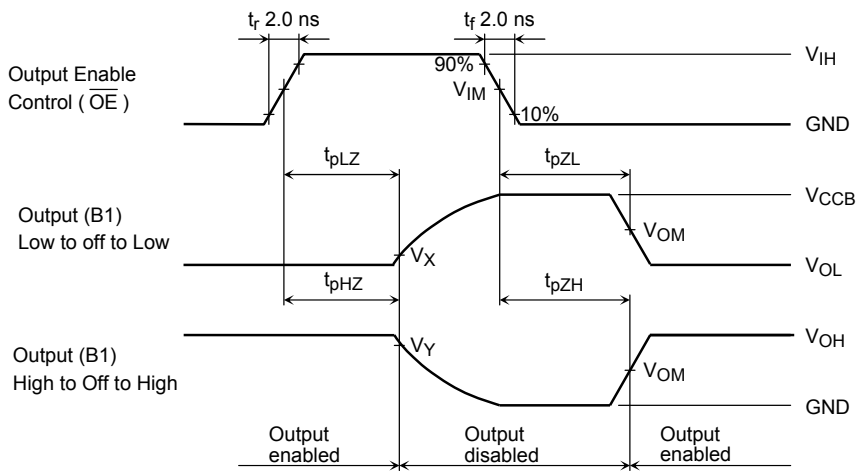 tr 2.0 ns
tf 2.0 ns
Output Enable
Control ( OE )
90%
VIM
10%
VIH
GND
tpLZ
tpZL
Output (B1)
Low to off to Low
VX
VOM
VCCB
VOL
tpHZ
tpZH
Output (B1)
High to Off to High
VY
VOM
VOH
GND
Output
enabled
Output
disabled
Output
enabled